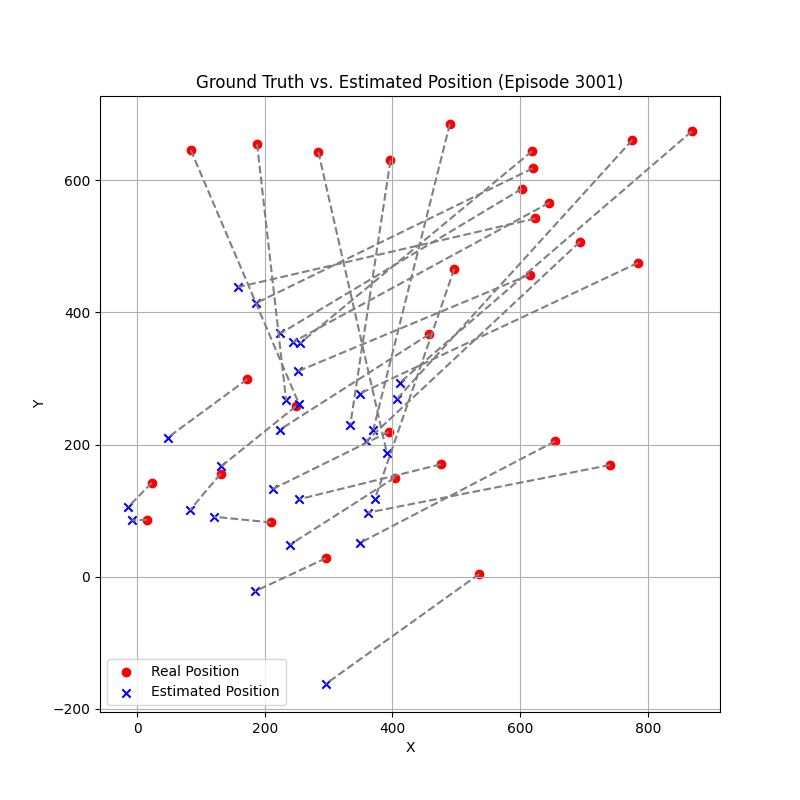 Ground Truth vs. Estimated Position (Episode 3001)
Y
600
400
200
0
−200
Real Position
Estimated Position
0 200 400 600 800
X